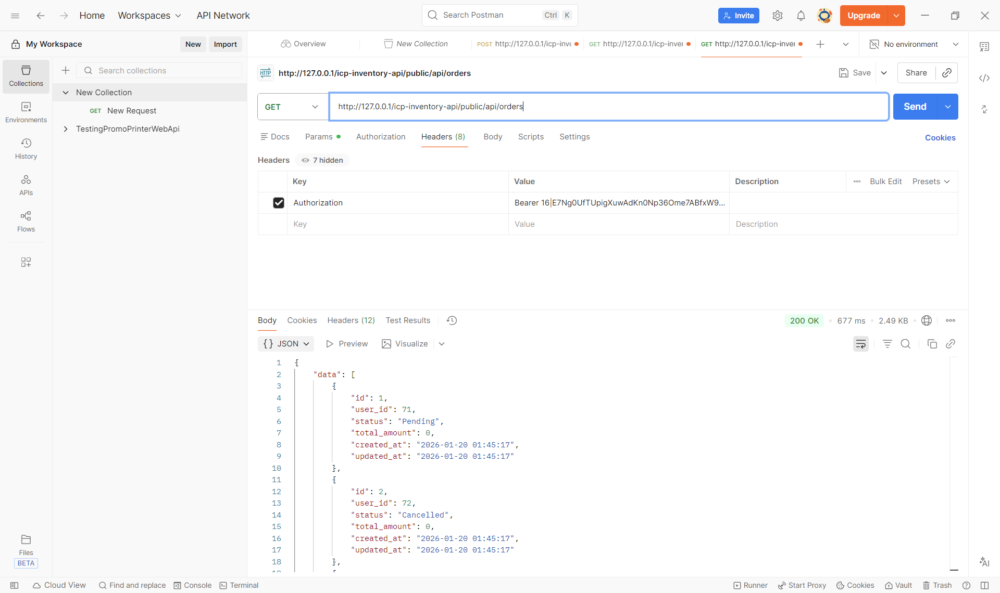 Home
Workspaces
API Network
Search Postman
Ctrl
K
Invite
Upgrade
My Workspace
New
Import
Overview
New Collection
POST http://127.0.0.1/icp-inve
GET http://127.0.0.1/icp-inver
GET http://127.0.0.1/icp-inver
No environment
Collections
Environments
History
APIs
Flows
Files
BETA
Search collections
New Collection
GET New Request
TestingPromoPrinterWebApi
HTTP
http://127.0.0.1/icp-inventory-api/public/api/orders
Save
Share
GET
http://127.0.0.1/icp-inventory-api/public/api/orders
Send
Docs
Params
Authorization
Headers (8)
Body
Scripts
Settings
Cookies
Headers
7 hidden
Key
Value
Description
Bulk Edit
Presets
Authorization
Bearer 16|E7Ng0UfTUpigXuwAdKn0Np36Ome7ABfxW9...
Key
Value
Description
Body
Cookies
Headers (12)
Test Results
200 OK
677 ms
2.49 KB
{} JSON
Preview
Visualize
1 {
2 "data": [
3 {
4 "id": 1,
5 "user_id": 71,
6 "status": "Pending",
7 "total_amount": 0,
8 "created_at": "2026-01-20 01:45:17",
9 "updated_at": "2026-01-20 01:45:17"
10 },
11 {
12 "id": 2,
13 "user_id": 72,
14 "status": "Cancelled",
15 "total_amount": 0,
16 "created_at": "2026-01-20 01:45:17",
17 "updated_at": "2026-01-20 01:45:17"
18 },
Cloud View
Find and replace
Console
Terminal
Runner
Start Proxy
Cookies
Vault
Trash
AI